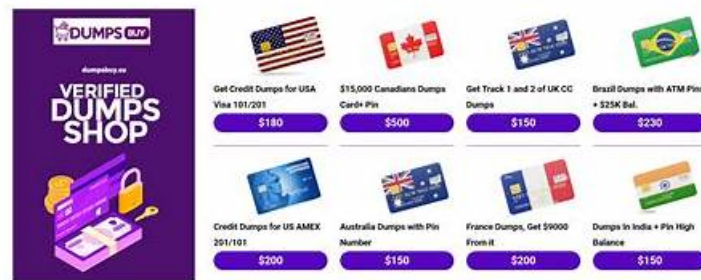 DUMPS BUY
dumpsbuy.su
VERIFIED
DUMPS
SHOP
Get Credit Dumps for USA
Visa 101/201
$180
$15,000 Canadians Dumps
Card+ Pin
$500
Get Track 1 and 2 of UK CC
Dumps
$150
Brazil Dumps with ATM Pins
+ $25K Bal.
$230
Credit Dumps for US AMEX
201/101
$200
Australia Dumps with Pin
Number
$150
France Dumps, Get $9000
From it
$200
Dumps in India + Pin High
Balance
$150